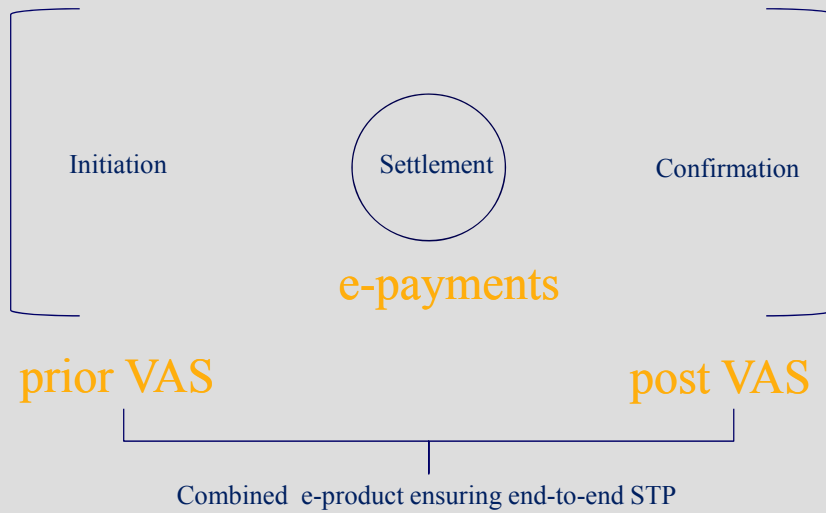 Initiation
Settlement
Confirmation
e-payments
prior VAS
post VAS
Combined e-product ensuring end-to-end STP